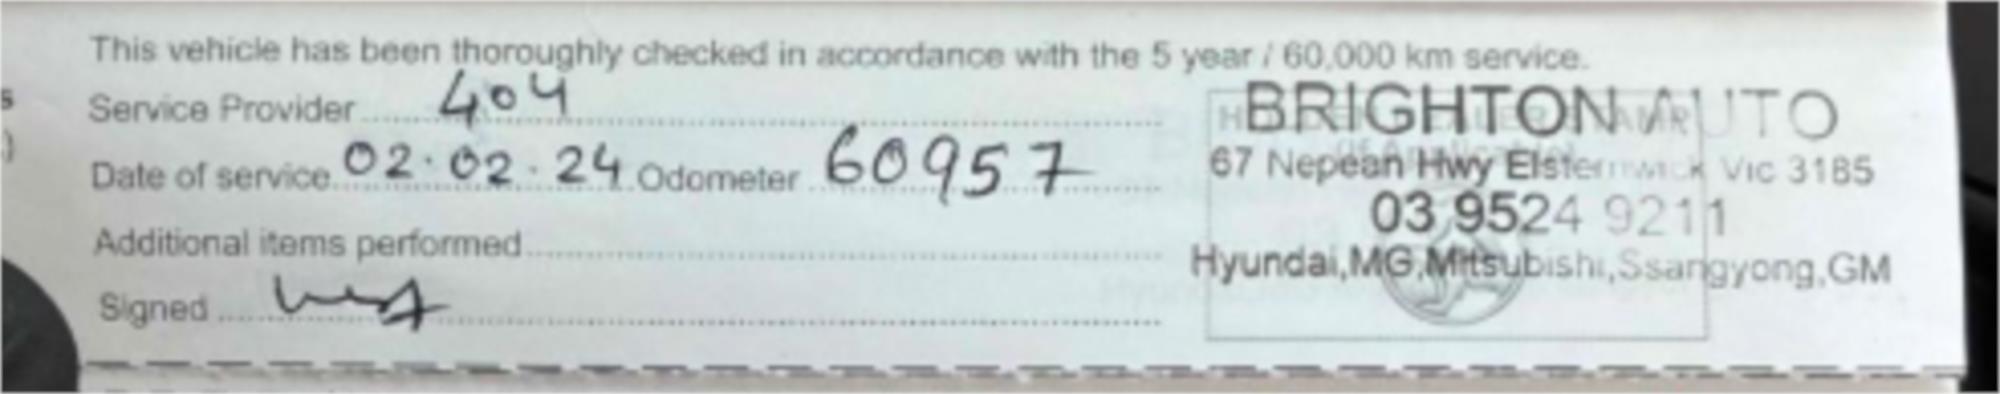 This vehicle has been thoroughly checked in accordance with the 5 year / 60,000 km service.
Service Provider 404
Date of service 02.02.24 Odometer 60957
Additional items performed
Signed
BRIGHTON AUTO
67 Nepean Hwy Elsternwick Vic 3185
03 9524 9211
Hyundai,MG,Mitsubishi,Ssangyong,GM